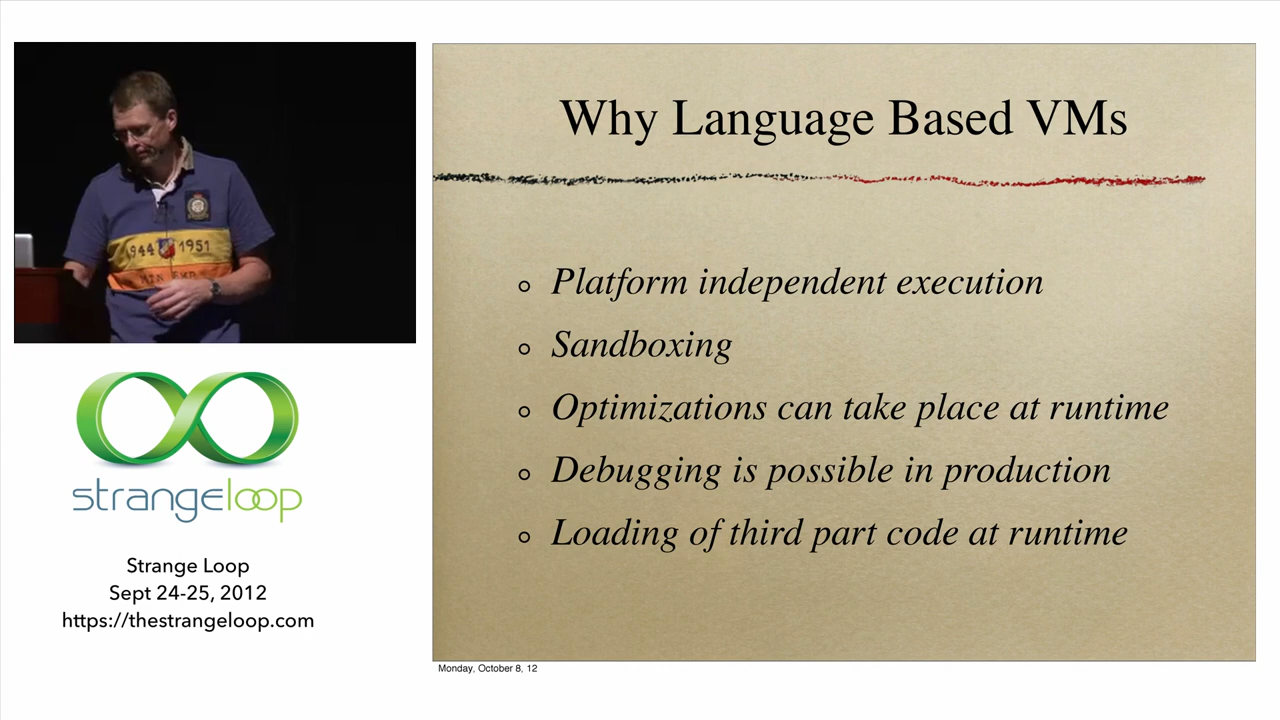 1944 1951
strangeloop
Strange Loop
Sept 24-25, 2012
https://thestrangeloop.com
Why Language Based VMs
Platform independent execution
Sandboxing
Optimizations can take place at runtime
Debugging is possible in production
Loading of third part code at runtime
Monday, October 8, 12